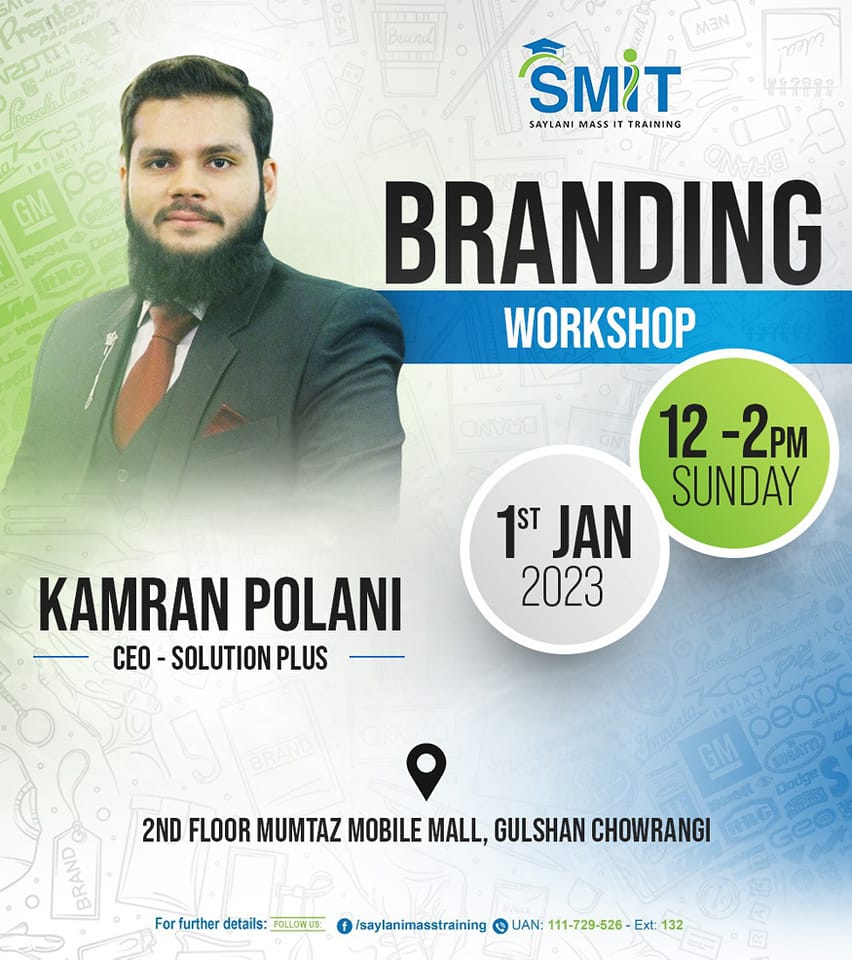 SMIT
SAYLANI MASS IT TRAINING
BRANDING
WORKSHOP
12 -2PM
SUNDAY
1ST JAN
2023
KAMRAN POLANI
CEO - SOLUTION PLUS
2ND FLOOR MUMTAZ MOBILE MALL, GULSHAN CHOWRANGI
For further details: FOLLOW US: /saylanimasstraining UAN: 111-729-526 - Ext: 132